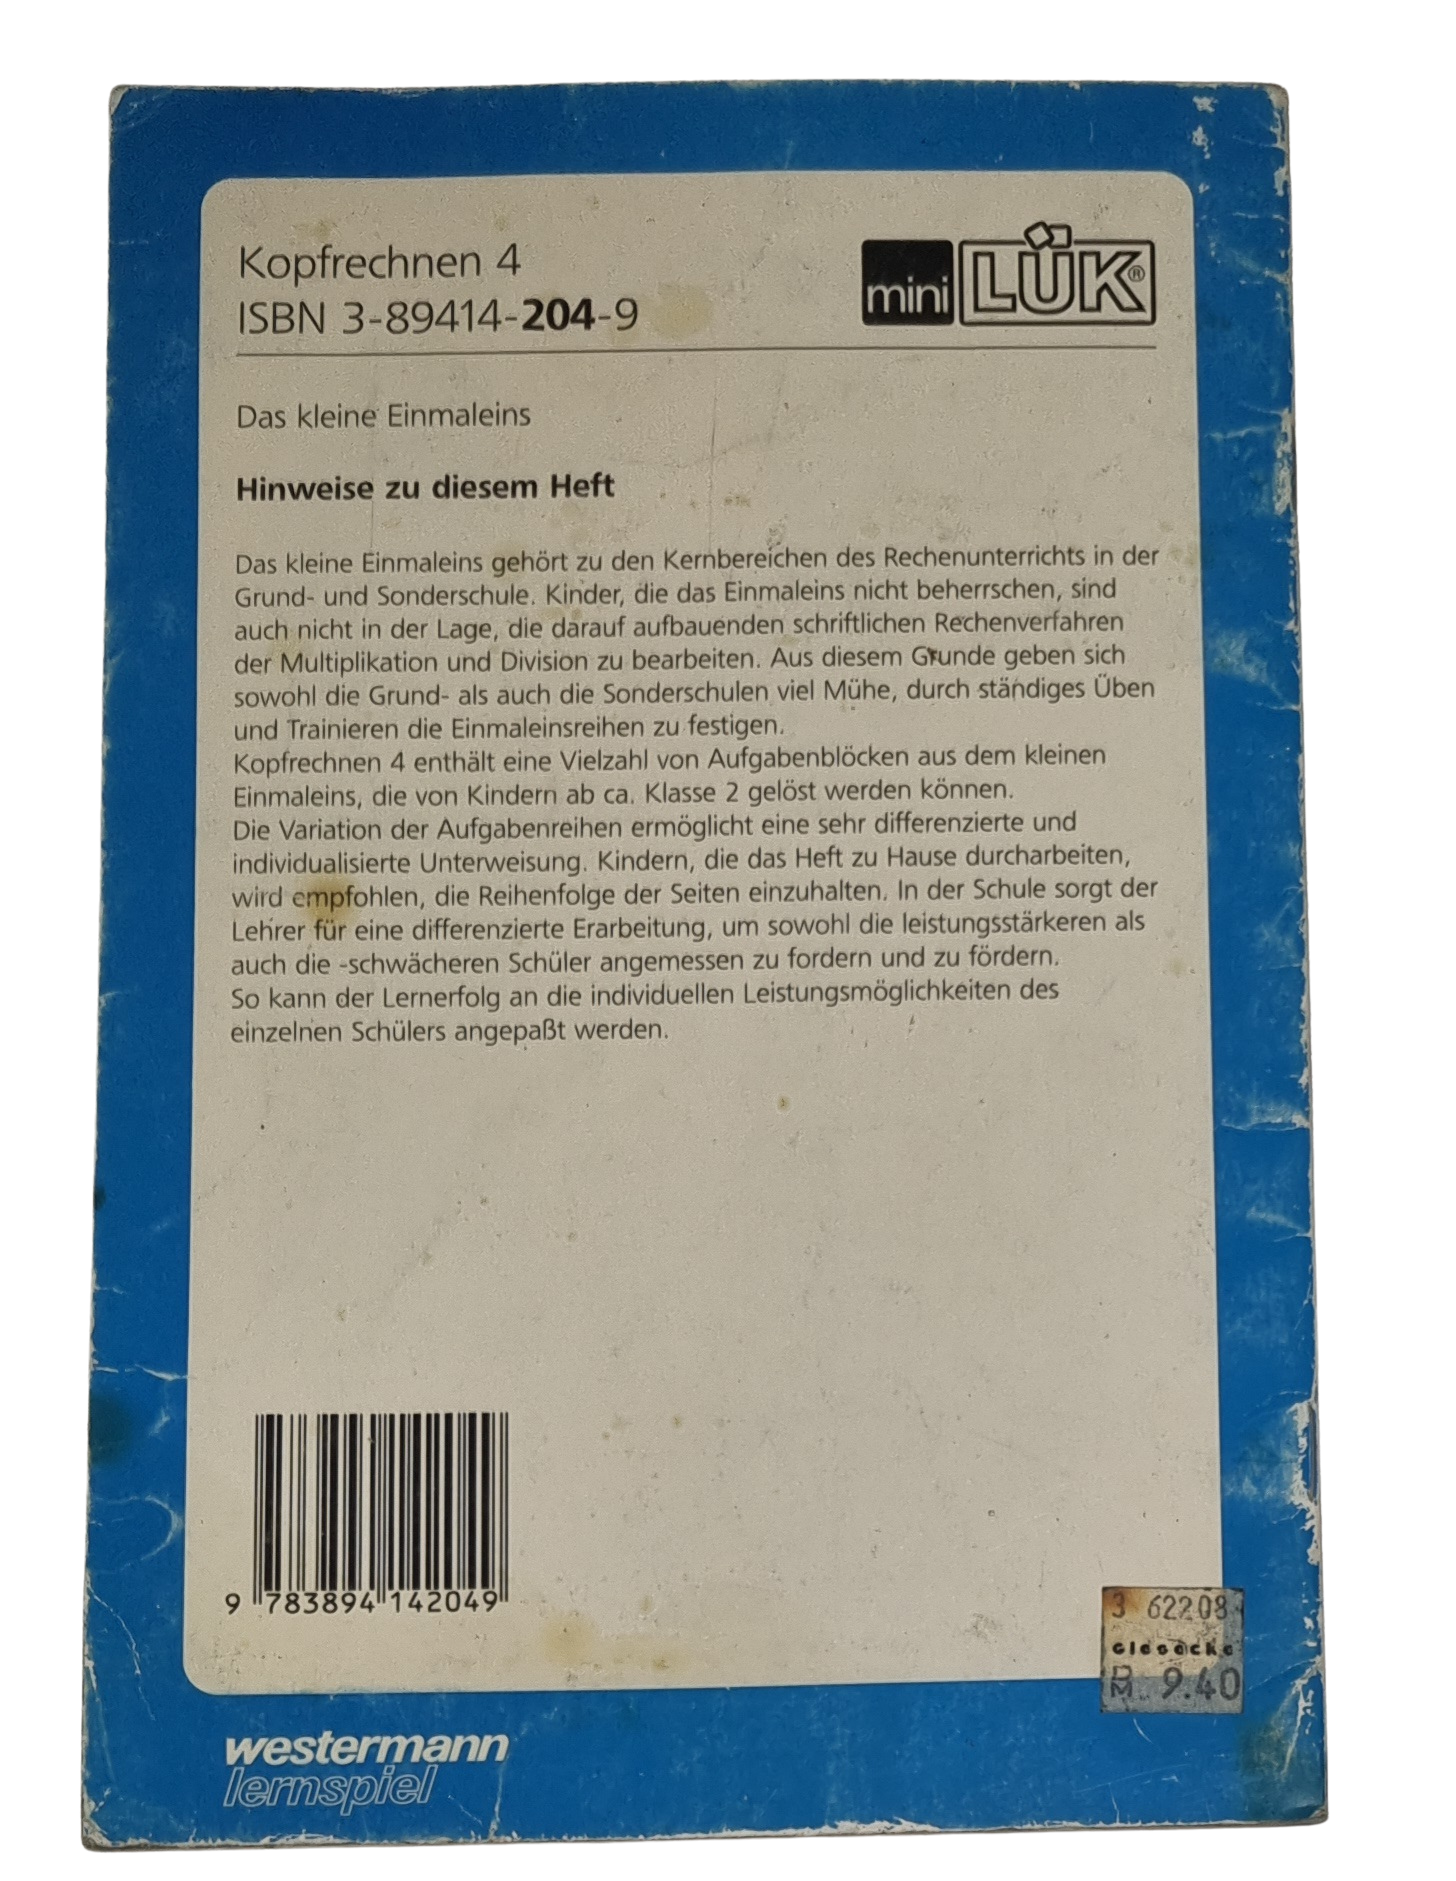 Kopfrechnen 4
ISBN 3-89414-204-9
mini LÜK®
Das kleine Einmaleins
Hinweise zu diesem Heft
Das kleine Einmaleins gehört zu den Kernbereichen des Rechenunterrichts in der
Grund- und Sonderschule. Kinder, die das Einmaleins nicht beherrschen, sind
auch nicht in der Lage, die darauf aufbauenden schriftlichen Rechenverfahren
der Multiplikation und Division zu bearbeiten. Aus diesem Grunde geben sich
sowohl die Grund- als auch die Sonderschulen viel Mühe, durch ständiges Üben
und Trainieren die Einmaleinsreihen zu festigen.
Kopfrechnen 4 enthält eine Vielzahl von Aufgabenblöcken aus dem kleinen
Einmaleins, die von Kindern ab ca. Klasse 2 gelöst werden können.
Die Variation der Aufgabenreihen ermöglicht eine sehr differenzierte und
individualisierte Unterweisung. Kindern, die das Heft zu Hause durcharbeiten,
wird empfohlen, die Reihenfolge der Seiten einzuhalten. In der Schule sorgt der
Lehrer für eine differenzierte Erarbeitung, um sowohl die leistungsstärkeren als
auch die -schwächeren Schüler angemessen zu fordern und zu fördern.
So kann der Lernerfolg an die individuellen Leistungsmöglichkeiten des
einzelnen Schülers angepaßt werden.
9 783894 142049
3 62208
Giesecke
DM 9.40
westermann
lernspiel